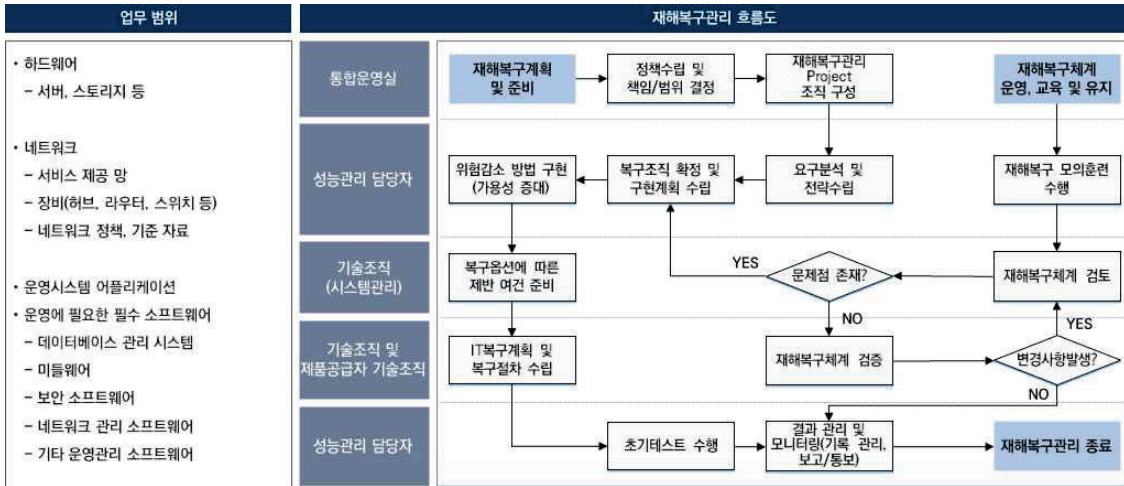 업무 범위
• 하드웨어
– 서버, 스토리지 등
• 네트워크
– 서비스 제공 망
– 장비(허브, 라우터, 스위치 등)
– 네트워크 정책, 기준 자료
• 운영시스템 어플리케이션
• 운영에 필요한 필수 소프트웨어
– 데이터베이스 관리 시스템
– 미들웨어
– 보안 소프트웨어
– 네트워크 관리 소프트웨어
– 기타 운영관리 소프트웨어
재해복구관리 흐름도
통합운영실
재해복구계획
및 준비
정책수립 및
책임/범위 결정
재해복구관리
Project
조직 구성
재해복구체계
운영, 교육 및 유지
성능관리 담당자
위험감소 방법 구현
(가용성 증대)
복구조직 확정 및
구현계획 수립
요구분석 및
전략수립
재해복구 모의훈련
수행
기술조직
(시스템관리)
복구옵션에 따른
제반 여건 준비
YES
문제점 존재?
재해복구체계 검토
NO
YES
기술조직 및
제품공급자 기술조직
IT복구계획 및
복구절차 수립
재해복구체계 검증
변경사항발생?
NO
성능관리 담당자
초기테스트 수행
결과 관리 및
모니터링(기록 관리,
보고/통보)
재해복구관리 종료